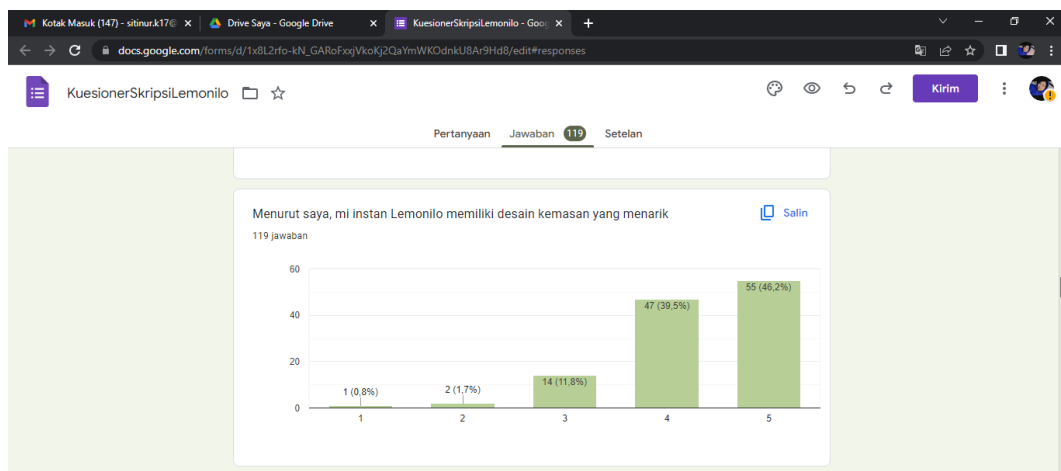 Kotak Masuk (147) - sitinur.k17@
Drive Saya - Google Drive
KuesionerSkripsiLemonilo - Goo
docs.google.com/forms/d/1x8L2rfo-kN_GARoFxxjVkoKj2QaYmWKOdnkU8Ar9Hd8/edit#responses
KuesionerSkripsiLemonilo
Kirim
Pertanyaan Jawaban 119 Setelan
Menurut saya, mi instan Lemonilo memiliki desain kemasan yang menarik
Salin
119 jawaban
60
40
20
0
1 (0,8%)
2 (1,7%)
14 (11,8%)
47 (39,5%)
55 (46,2%)
1 2 3 4 5